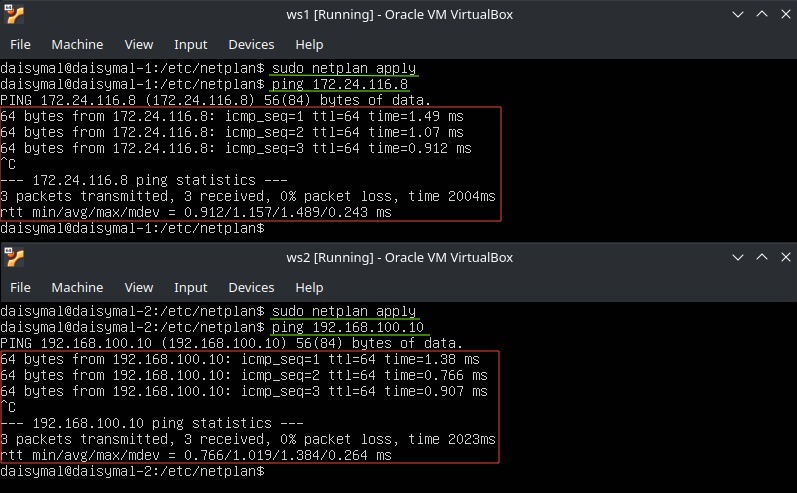 ws1 [Running] - Oracle VM VirtualBox
File Machine View Input Devices Help
daisymal@daisymal-1:/etc/netplan$ sudo netplan apply
daisymal@daisymal-1:/etc/netplan$ ping 172.24.116.8
PING 172.24.116.8 (172.24.116.8) 56(84) bytes of data.
64 bytes from 172.24.116.8: icmp_seq=1 ttl=64 time=1.49 ms
64 bytes from 172.24.116.8: icmp_seq=2 ttl=64 time=1.07 ms
64 bytes from 172.24.116.8: icmp_seq=3 ttl=64 time=0.912 ms
^C
--- 172.24.116.8 ping statistics ---
3 packets transmitted, 3 received, 0% packet loss, time 2004ms
rtt min/avg/max/mdev = 0.912/1.157/1.489/0.243 ms
daisymal@daisymal-1:/etc/netplan$
ws2 [Running] - Oracle VM VirtualBox
File Machine View Input Devices Help
daisymal@daisymal-2:/etc/netplan$ sudo netplan apply
daisymal@daisymal-2:/etc/netplan$ ping 192.168.100.10
PING 192.168.100.10 (192.168.100.10) 56(84) bytes of data.
64 bytes from 192.168.100.10: icmp_seq=1 ttl=64 time=1.38 ms
64 bytes from 192.168.100.10: icmp_seq=2 ttl=64 time=0.766 ms
64 bytes from 192.168.100.10: icmp_seq=3 ttl=64 time=0.907 ms
^C
--- 192.168.100.10 ping statistics ---
3 packets transmitted, 3 received, 0% packet loss, time 2023ms
rtt min/avg/max/mdev = 0.766/1.019/1.384/0.264 ms
daisymal@daisymal-2:/etc/netplan$